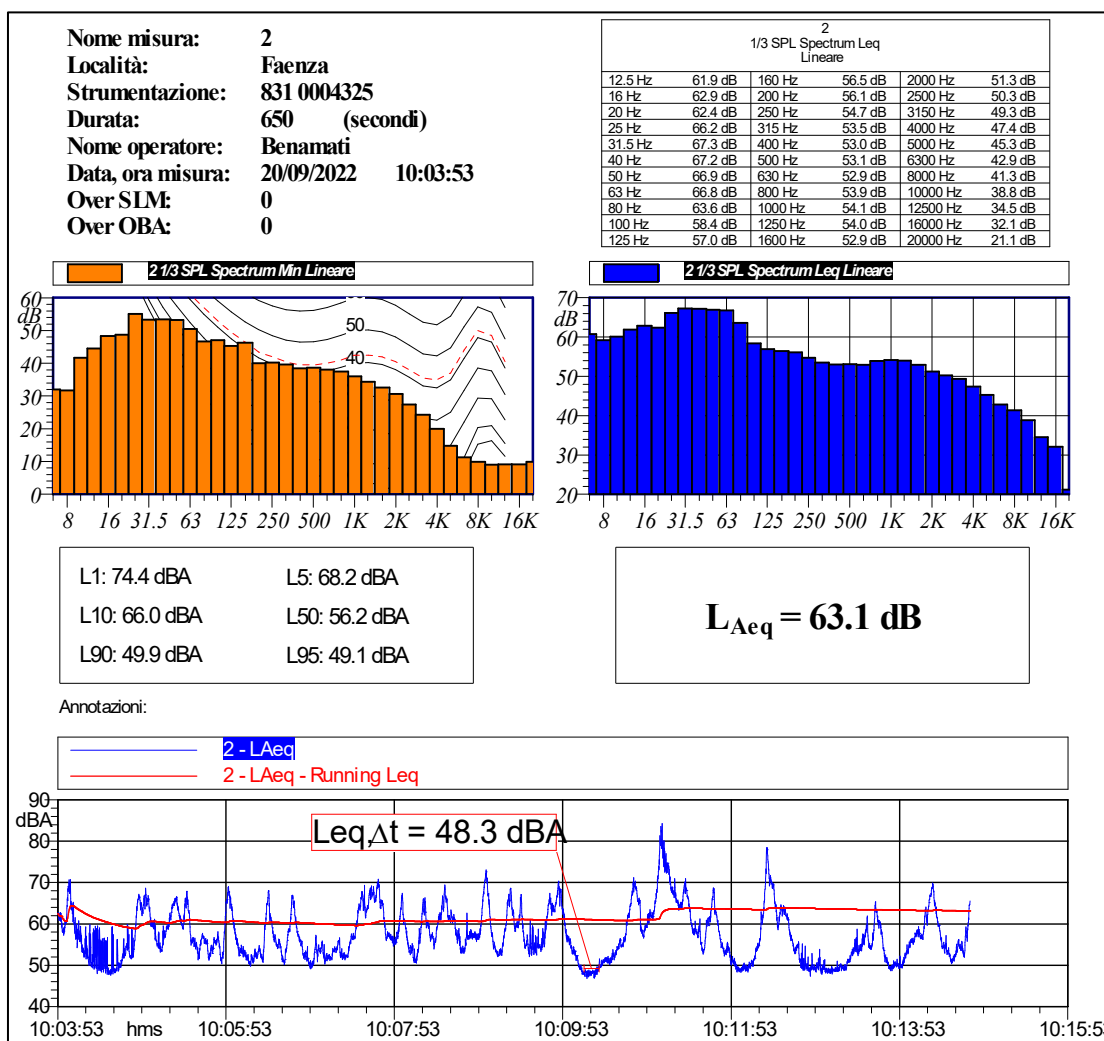 Nome misura: 2
Località: Faenza
Strumentazione: 831 0004325
Durata: 650 (secondi)
Nome operatore: Benamati
Data, ora misura: 20/09/2022 10:03:53
Over SLM: 0
Over OBA: 0
2
1/3 SPL Spectrum Leq
Lineare
12.5 Hz 61.9 dB 160 Hz 56.5 dB 2000 Hz 51.3 dB
16 Hz 62.9 dB 200 Hz 56.1 dB 2500 Hz 50.3 dB
20 Hz 62.4 dB 250 Hz 54.7 dB 3150 Hz 49.3 dB
25 Hz 66.2 dB 315 Hz 53.5 dB 4000 Hz 47.4 dB
31.5 Hz 67.3 dB 400 Hz 53.0 dB 5000 Hz 45.3 dB
40 Hz 67.2 dB 500 Hz 53.1 dB 6300 Hz 42.9 dB
50 Hz 66.9 dB 630 Hz 52.9 dB 8000 Hz 41.3 dB
63 Hz 66.8 dB 800 Hz 53.9 dB 10000 Hz 38.8 dB
80 Hz 63.6 dB 1000 Hz 54.1 dB 12500 Hz 34.5 dB
100 Hz 58.4 dB 1250 Hz 54.0 dB 16000 Hz 32.1 dB
125 Hz 57.0 dB 1600 Hz 52.9 dB 20000 Hz 21.1 dB
2 1/3 SPL Spectrum Min Lineare
60
dB
50
40
30
20
10
0
50
40
8 16 31.5 63 125 250 500 1K 2K 4K 8K 16K
2 1/3 SPL Spectrum Leq Lineare
70
dB
60
50
40
30
20
8 16 31.5 63 125 250 500 1K 2K 4K 8K 16K
L1: 74.4 dBA L5: 68.2 dBA
L10: 66.0 dBA L50: 56.2 dBA
L90: 49.9 dBA L95: 49.1 dBA
LAeq = 63.1 dB
Annotazioni:
2 - LAeq
2 - LAeq - Running Leq
90
dBA
80
70
60
50
40
Leq,Δt = 48.3 dBA
10:03:53 hms 10:05:53 10:07:53 10:09:53 10:11:53 10:13:53 10:15:53